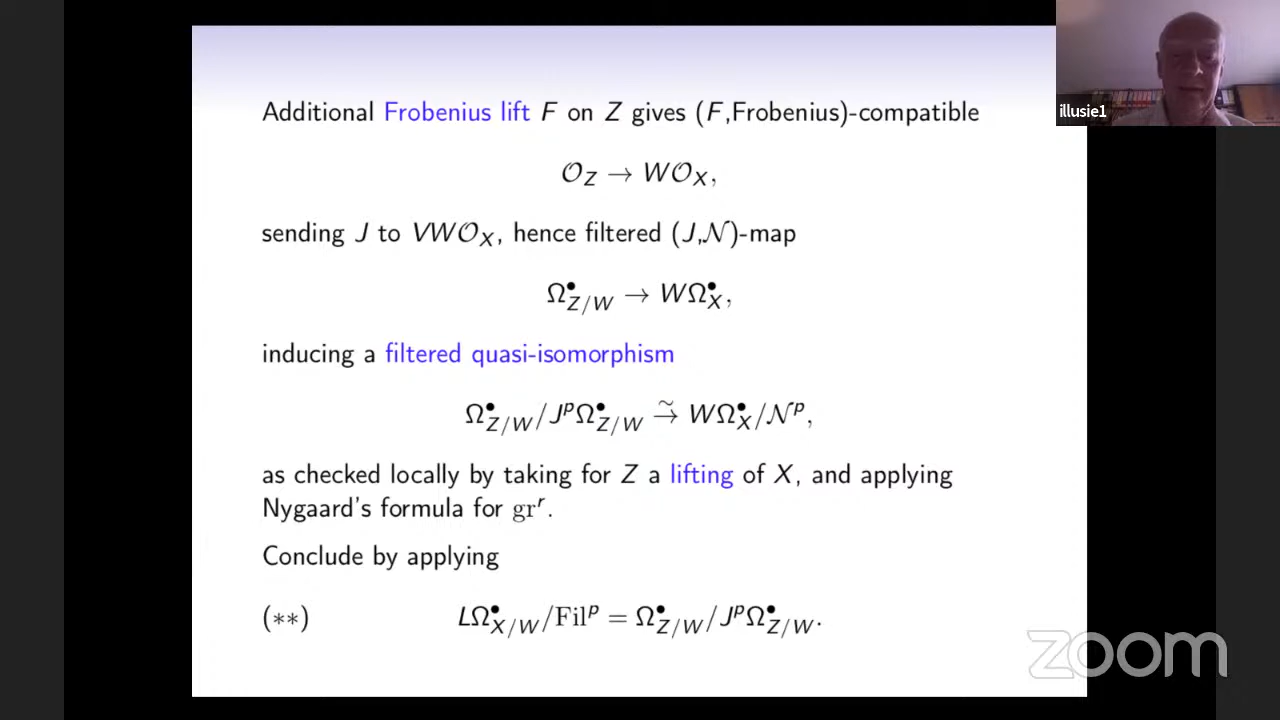 Additional Frobenius lift F on Z gives (F,Frobenius)-compatible
𝒪_Z → W𝒪_X,
sending J to VW𝒪_X, hence filtered (J,𝒩)-map
Ω^•_{Z/W} → WΩ^•_X,
inducing a filtered quasi-isomorphism
Ω^•_{Z/W}/J^pΩ^•_{Z/W} →̃ WΩ^•_X/𝒩^p,
as checked locally by taking for Z a lifting of X, and applying
Nygaard's formula for gr^r.
Conclude by applying
(∗∗) LΩ^•_{X/W}/Fil^p = Ω^•_{Z/W}/J^pΩ^•_{Z/W}.
illusie1
zoom